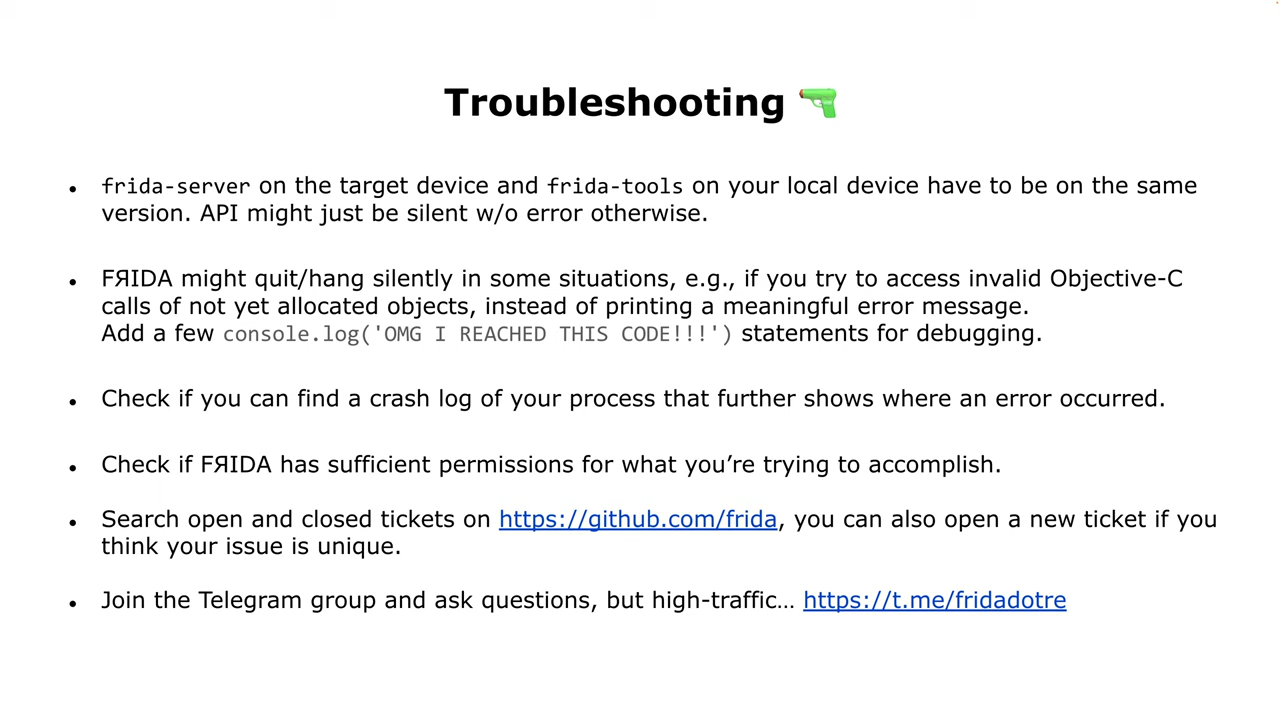 Troubleshooting 🔫
• frida-server on the target device and frida-tools on your local device have to be on the same
version. API might just be silent w/o error otherwise.
• FЯIDA might quit/hang silently in some situations, e.g., if you try to access invalid Objective-C
calls of not yet allocated objects, instead of printing a meaningful error message.
Add a few console.log('OMG I REACHED THIS CODE!!!') statements for debugging.
• Check if you can find a crash log of your process that further shows where an error occurred.
• Check if FЯIDA has sufficient permissions for what you’re trying to accomplish.
• Search open and closed tickets on https://github.com/frida, you can also open a new ticket if you
think your issue is unique.
• Join the Telegram group and ask questions, but high-traffic… https://t.me/fridadotre